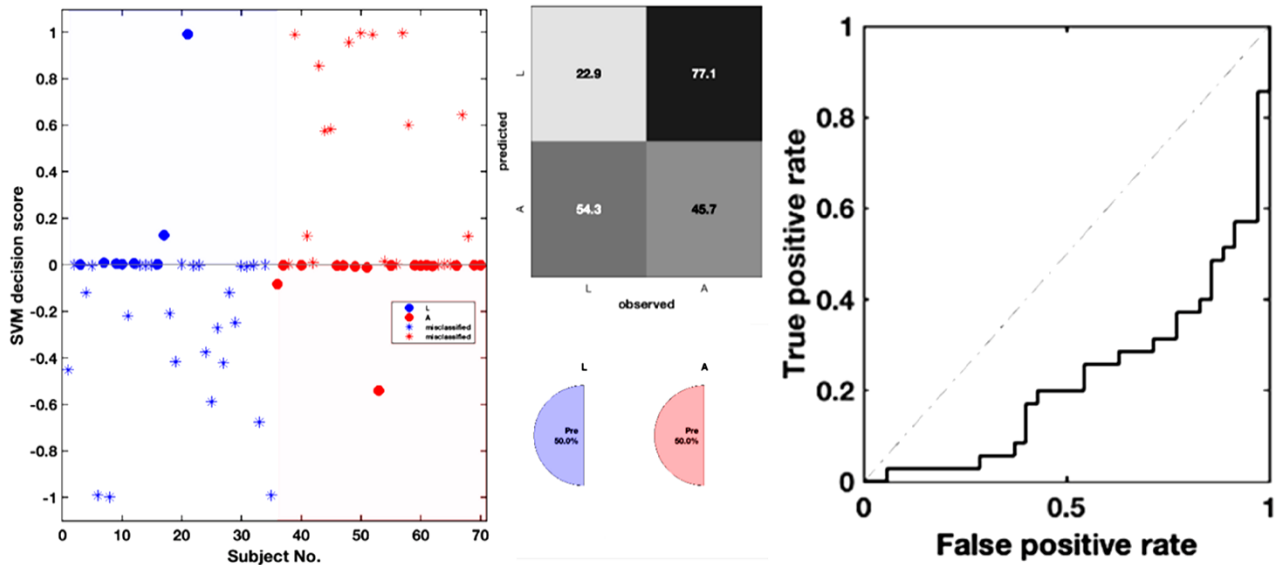 SVM decision score
1
0.8
0.6
0.4
0.2
0
-0.2
-0.4
-0.6
-0.8
-1
0 10 20 30 40 50 60 70
Subject No.
L
A
misclassified
misclassified
predicted
L
22.9 77.1
A
54.3 45.7
L A
observed
L A
Pre
50.0%
Pre
50.0%
True positive rate
1
0.8
0.6
0.4
0.2
0
0 0.5 1
False positive rate